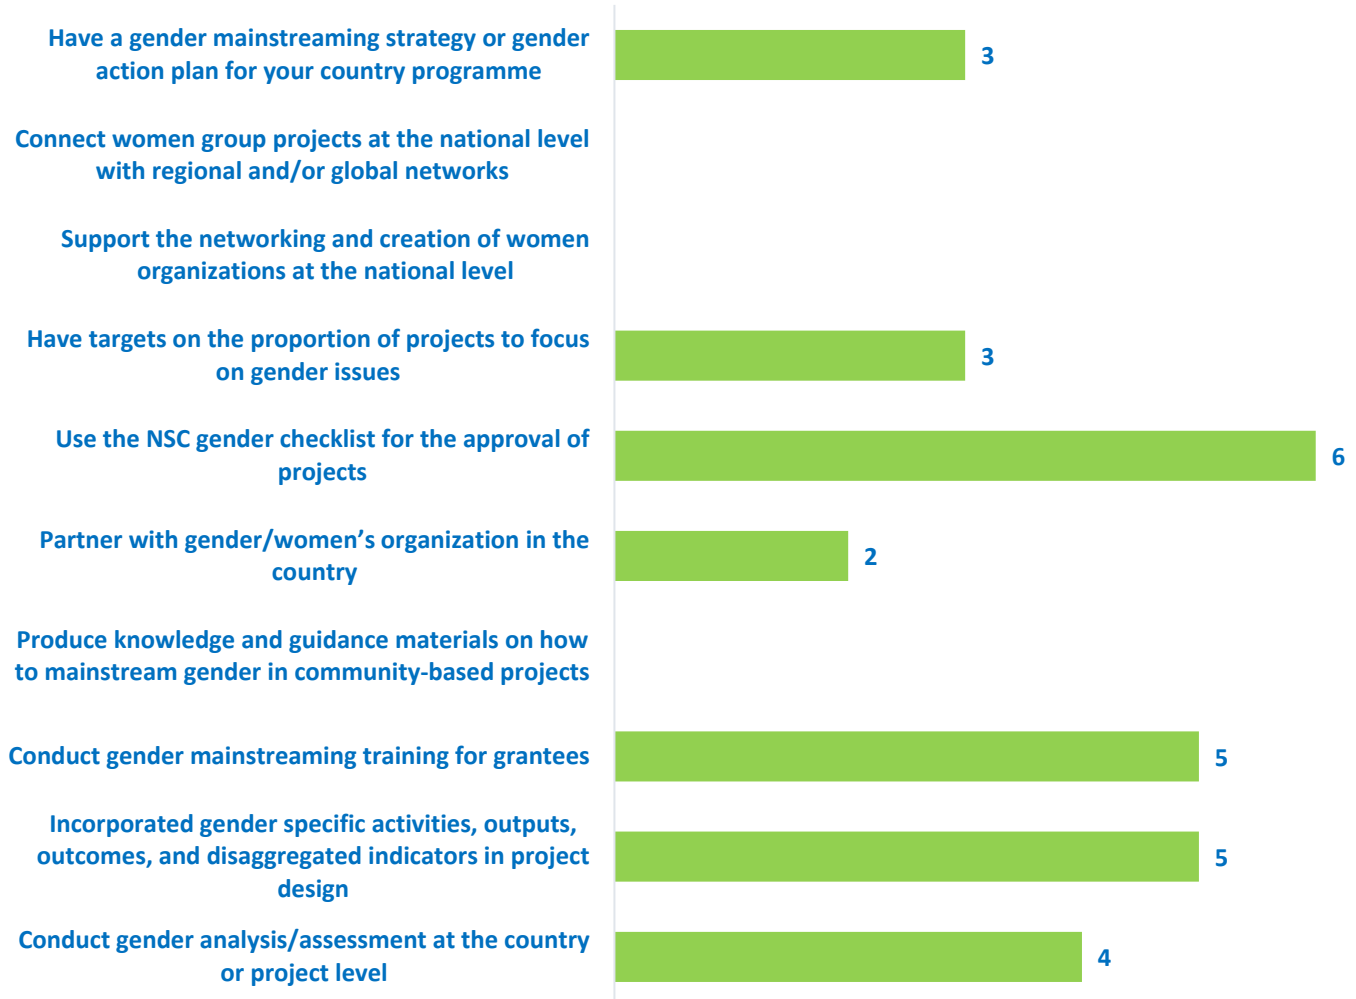 Have a gender mainstreaming strategy or gender
action plan for your country programme
3
Connect women group projects at the national level
with regional and/or global networks
Support the networking and creation of women
organizations at the national level
Have targets on the proportion of projects to focus
on gender issues
3
Use the NSC gender checklist for the approval of
projects
6
Partner with gender/women’s organization in the
country
2
Produce knowledge and guidance materials on how
to mainstream gender in community-based projects
Conduct gender mainstreaming training for grantees
5
Incorporated gender specific activities, outputs,
outcomes, and disaggregated indicators in project
design
5
Conduct gender analysis/assessment at the country
or project level
4